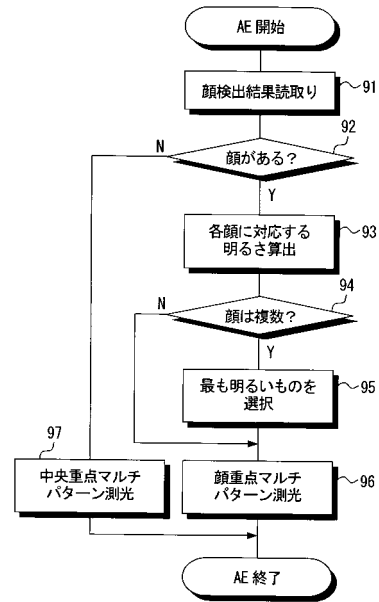 AE 開始
顔検出結果読取り
91
92
顔がある?
N
Y
各顔に対応する
明るさ算出
93
94
顔は複数?
N
Y
最も明るいものを
選択
95
97
中央重点マルチ
パターン測光
顔重点マルチ
パターン測光
96
AE 終了